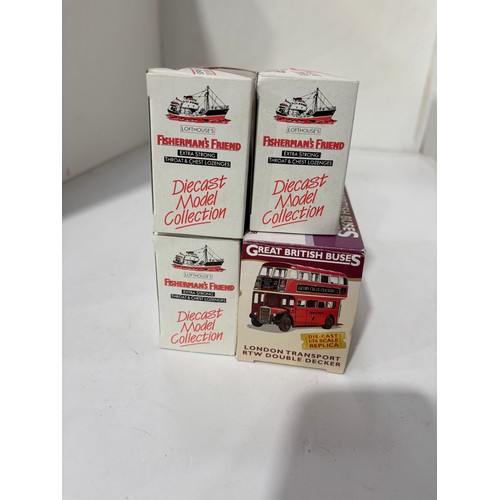 LOFTHOUSE'S
FISHERMAN'S FRIEND
EXTRA STRONG
THROAT & CHEST LOZENGES
Diecast
Model
Collection
LOFTHOUSE'S
FISHERMAN'S FRIEND
EXTRA STRONG
THROAT & CHEST LOZENGES
Diecast
Model
Collection
LOFTHOUSE'S
FISHERMAN'S FRIEND
EXTRA STRONG
THROAT & CHEST LOZENGES
Diecast
Model
Collection
GREAT BRITISH BUSES
DIE-CAST
1:76 SCALE
REPLICA
LONDON TRANSPORT
RTW DOUBLE DECKER